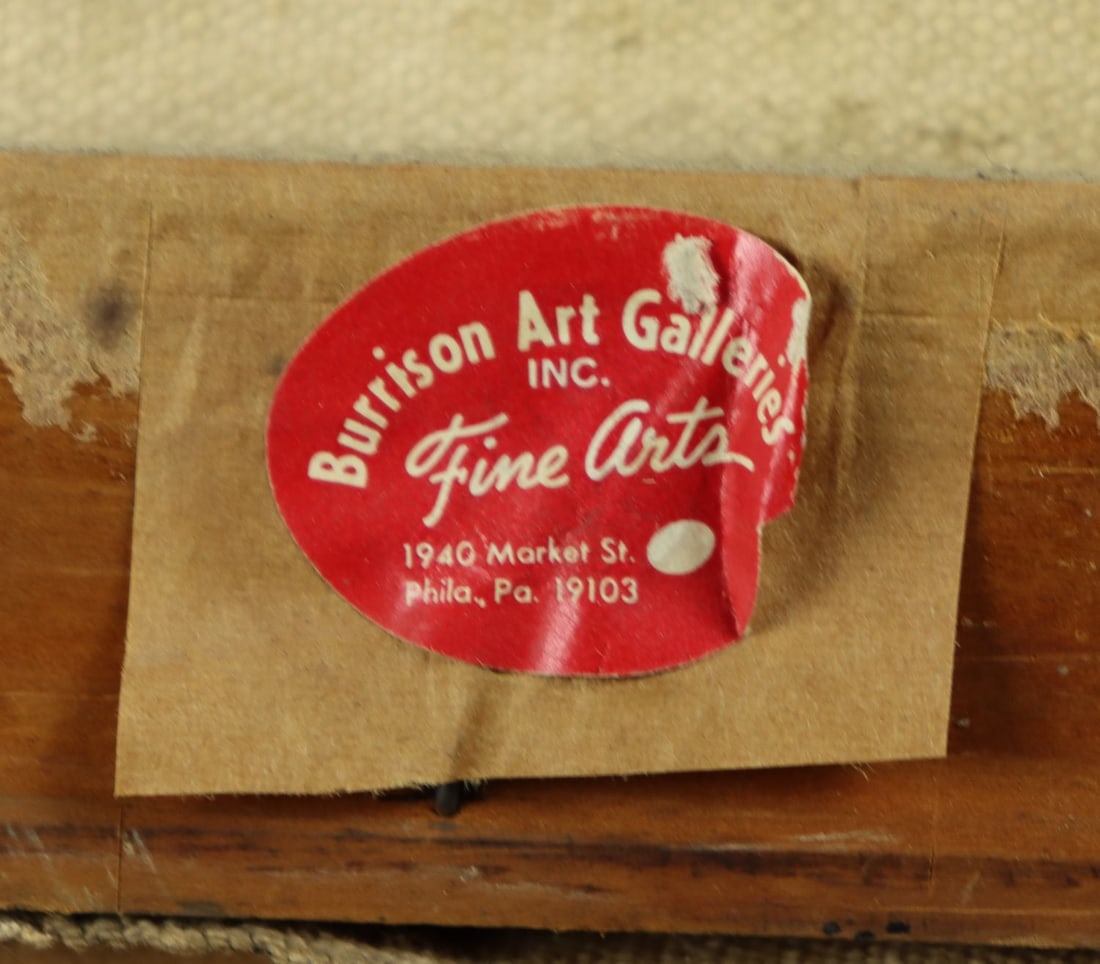 Burrison Art Galleries
INC.
Fine Arts
1940 Market St.
Phila., Pa. 19103